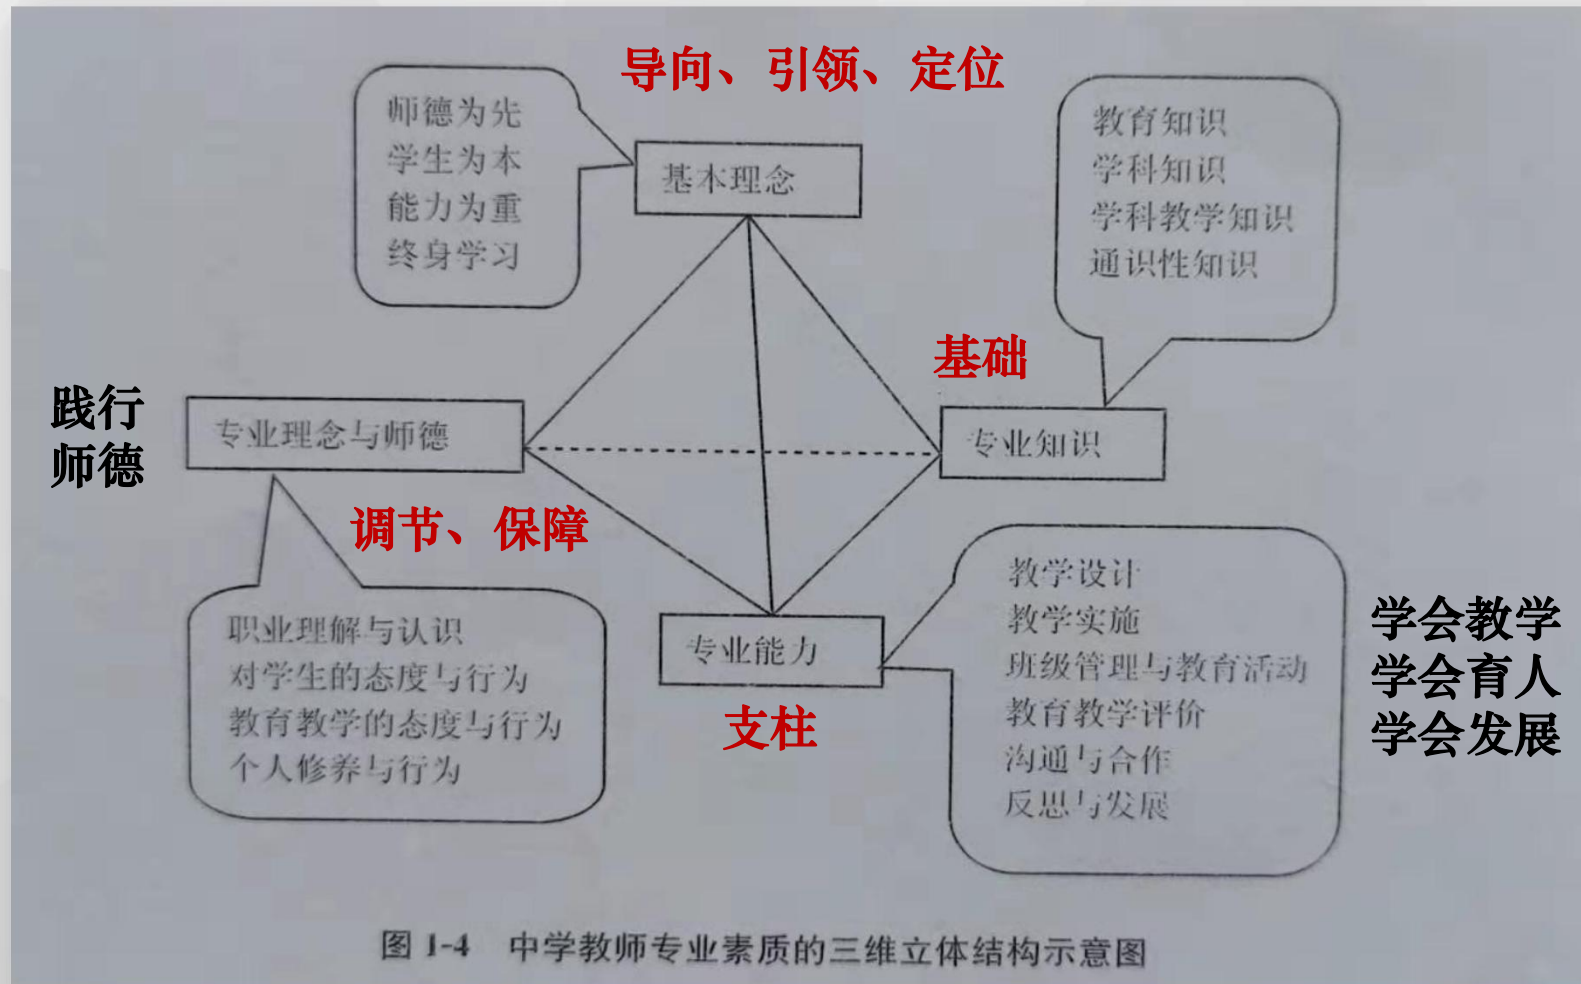 导向、引领、定位
师德为先
学生为本
能力为重
终身学习
基本理念
教育知识
学科知识
学科教学知识
通识性知识
基础
践行
师德
专业理念与师德
专业知识
调节、保障
职业理解与认识
对学生的态度与行为
教育教学的态度与行为
个人修养与行为
专业能力
支柱
教学设计
教学实施
班级管理与教育活动
教育教学评价
沟通与合作
反思与发展
学会教学
学会育人
学会发展
图 1-4 中学教师专业素质的三维立体结构示意图